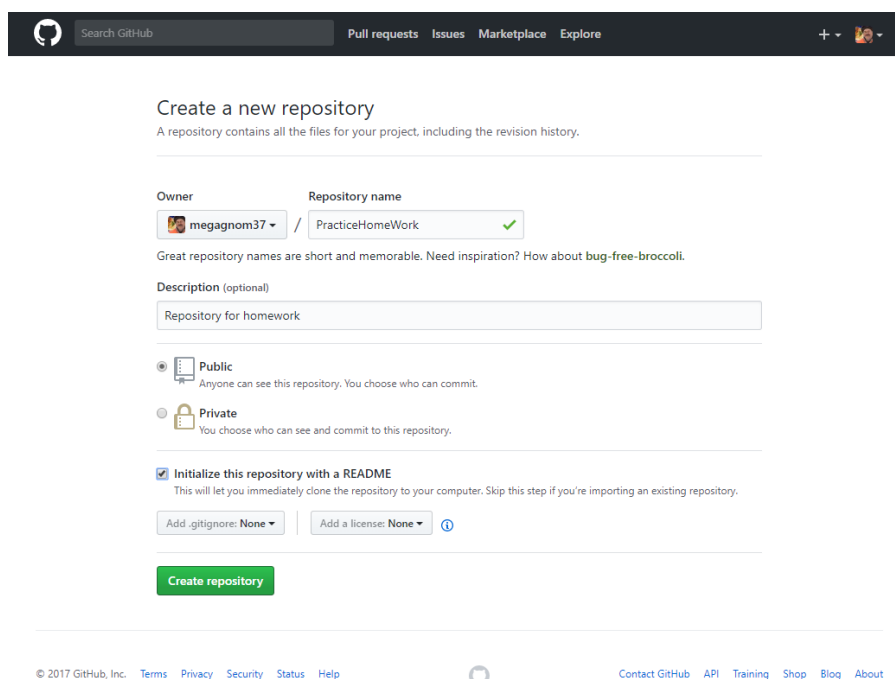 Search GitHub Pull requests Issues Marketplace Explore
Create a new repository
A repository contains all the files for your project, including the revision history.
Owner Repository name
megagnom37 / PracticeHomeWork
Great repository names are short and memorable. Need inspiration? How about bug-free-broccoli.
Description (optional)
Repository for homework
Public
Anyone can see this repository. You choose who can commit.
Private
You choose who can see and commit to this repository.
Initialize this repository with a README
This will let you immediately clone the repository to your computer. Skip this step if you're importing an existing repository.
Add .gitignore: None Add a license: None
Create repository
© 2017 GitHub, Inc. Terms Privacy Security Status Help Contact GitHub API Training Shop Blog About